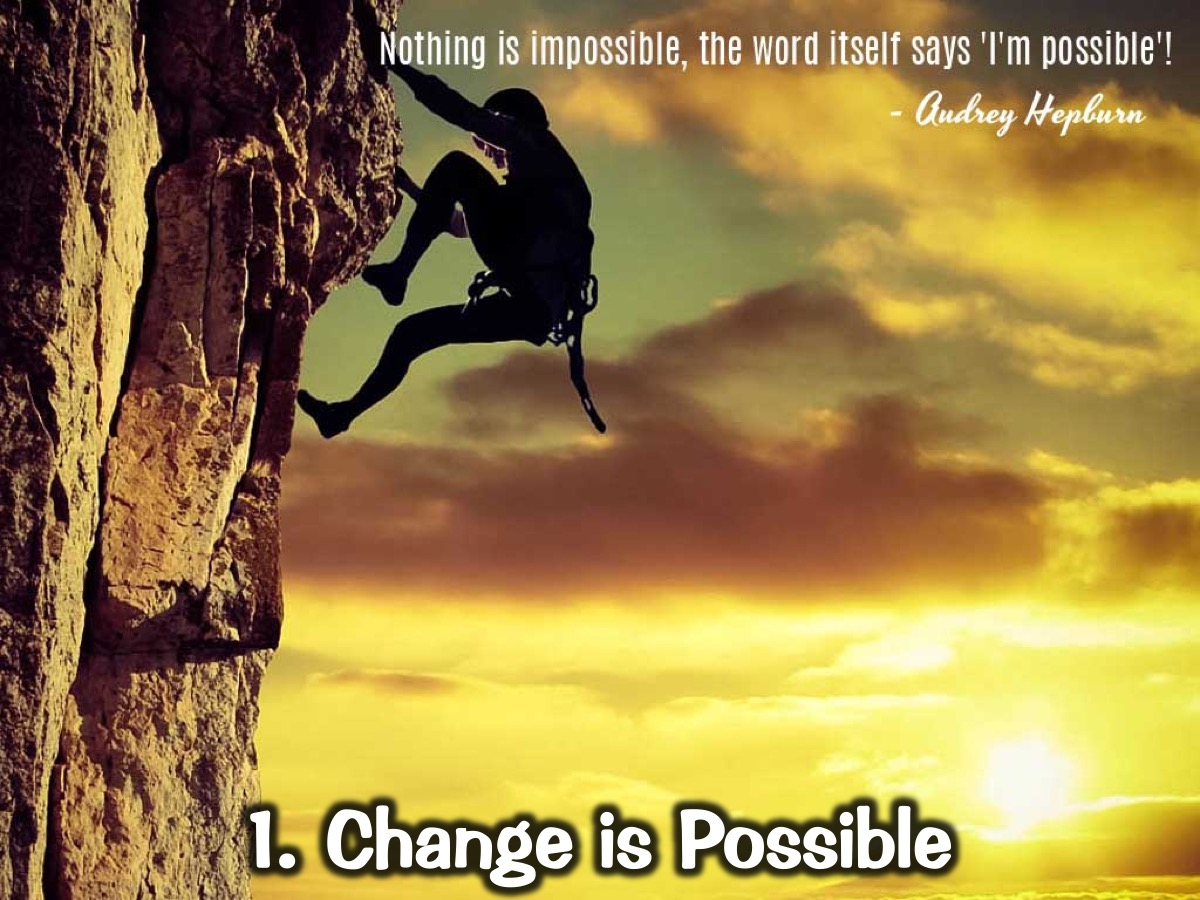 Nothing is impossible, the word itself says 'I'm possible'!
- Audrey Hepburn
1. Change is Possible